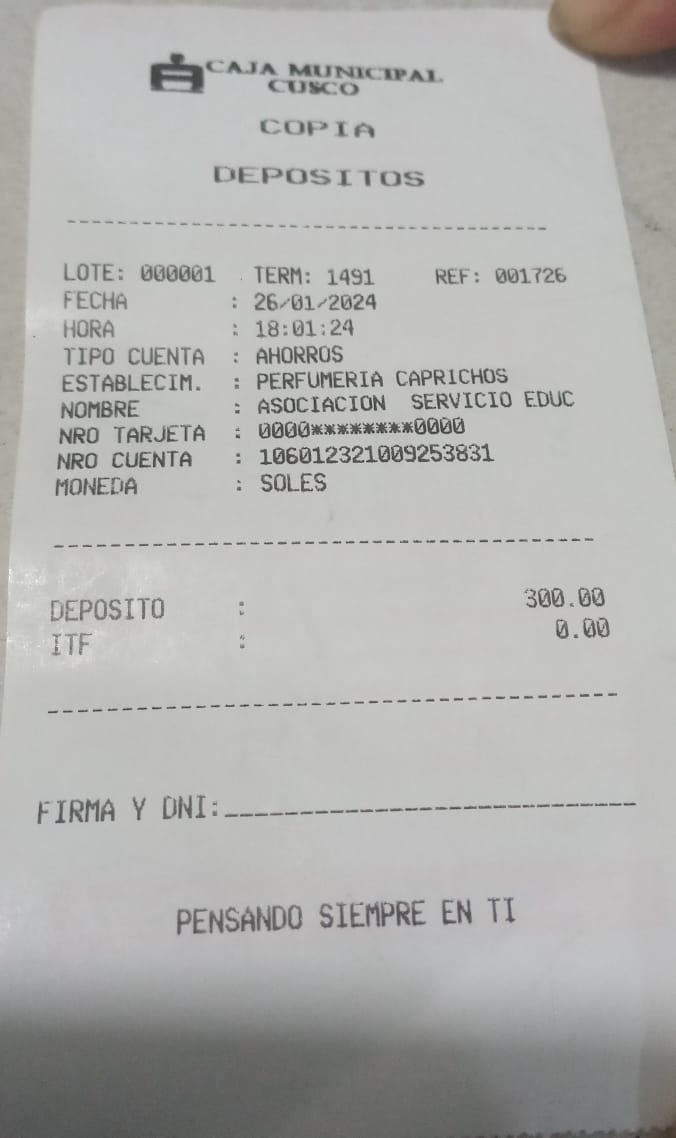 CAJA MUNICIPAL
CUSCO
COPIA
DEPOSITOS
LOTE: 000001 TERM: 1491 REF: 001726
FECHA : 26/01/2024
HORA : 18:01:24
TIPO CUENTA : AHORROS
ESTABLECIM. : PERFUMERIA CAPRICHOS
NOMBRE : ASOCIACION SERVICIO EDUC
NRO TARJETA : 0000********0000
NRO CUENTA : 106012321009253831
MONEDA : SOLES
DEPOSITO : 300.00
ITF : 0.00
FIRMA Y DNI:____________________________
PENSANDO SIEMPRE EN TI